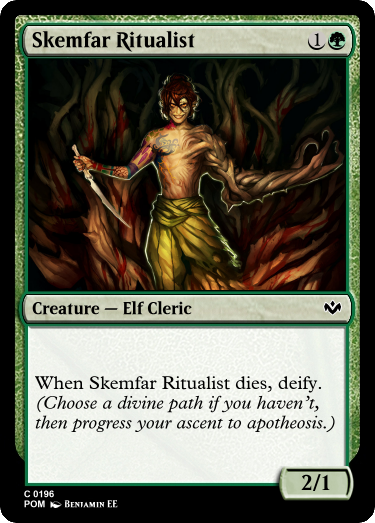 Skemfar Ritualist 1
Creature — Elf Cleric
When Skemfar Ritualist dies, deify.
(Choose a divine path if you haven't,
then progress your ascent to apotheosis.)
2/1
C 0196
POM Benjamin EE